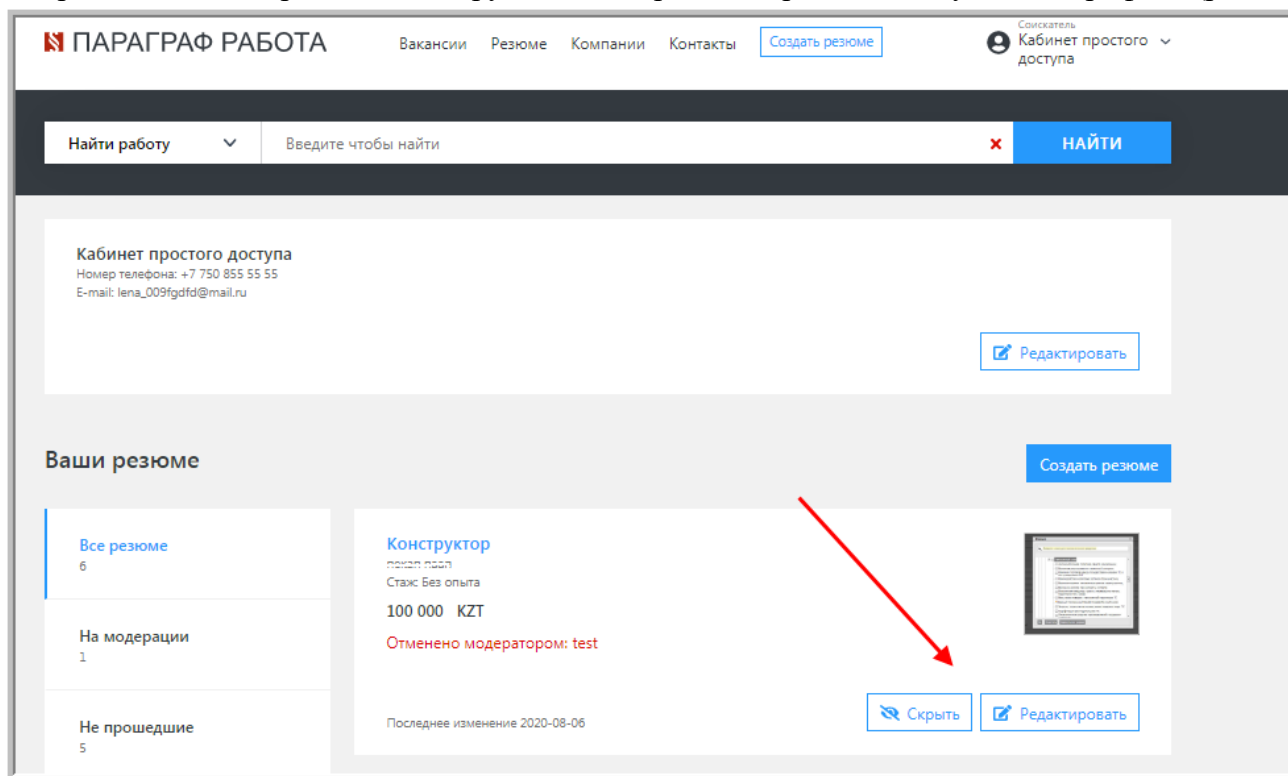 ПАРАГРАФ РАБОТА
Вакансии Резюме Компании Контакты Создать резюме
Соискатель
Кабинет простого доступа
Найти работу Введите чтобы найти НАЙТИ
Кабинет простого доступа
Номер телефона: +7 750 855 55 55
E-mail: lena_009fgdfd@mail.ru
Редактировать
Ваши резюме
Создать резюме
Все резюме
6
На модерации
1
Не прошедшие
5
Конструктор
Стаж: Без опыта
100 000 KZT
Отменено модератором: test
Последнее изменение 2020-08-06
Скрыть Редактировать